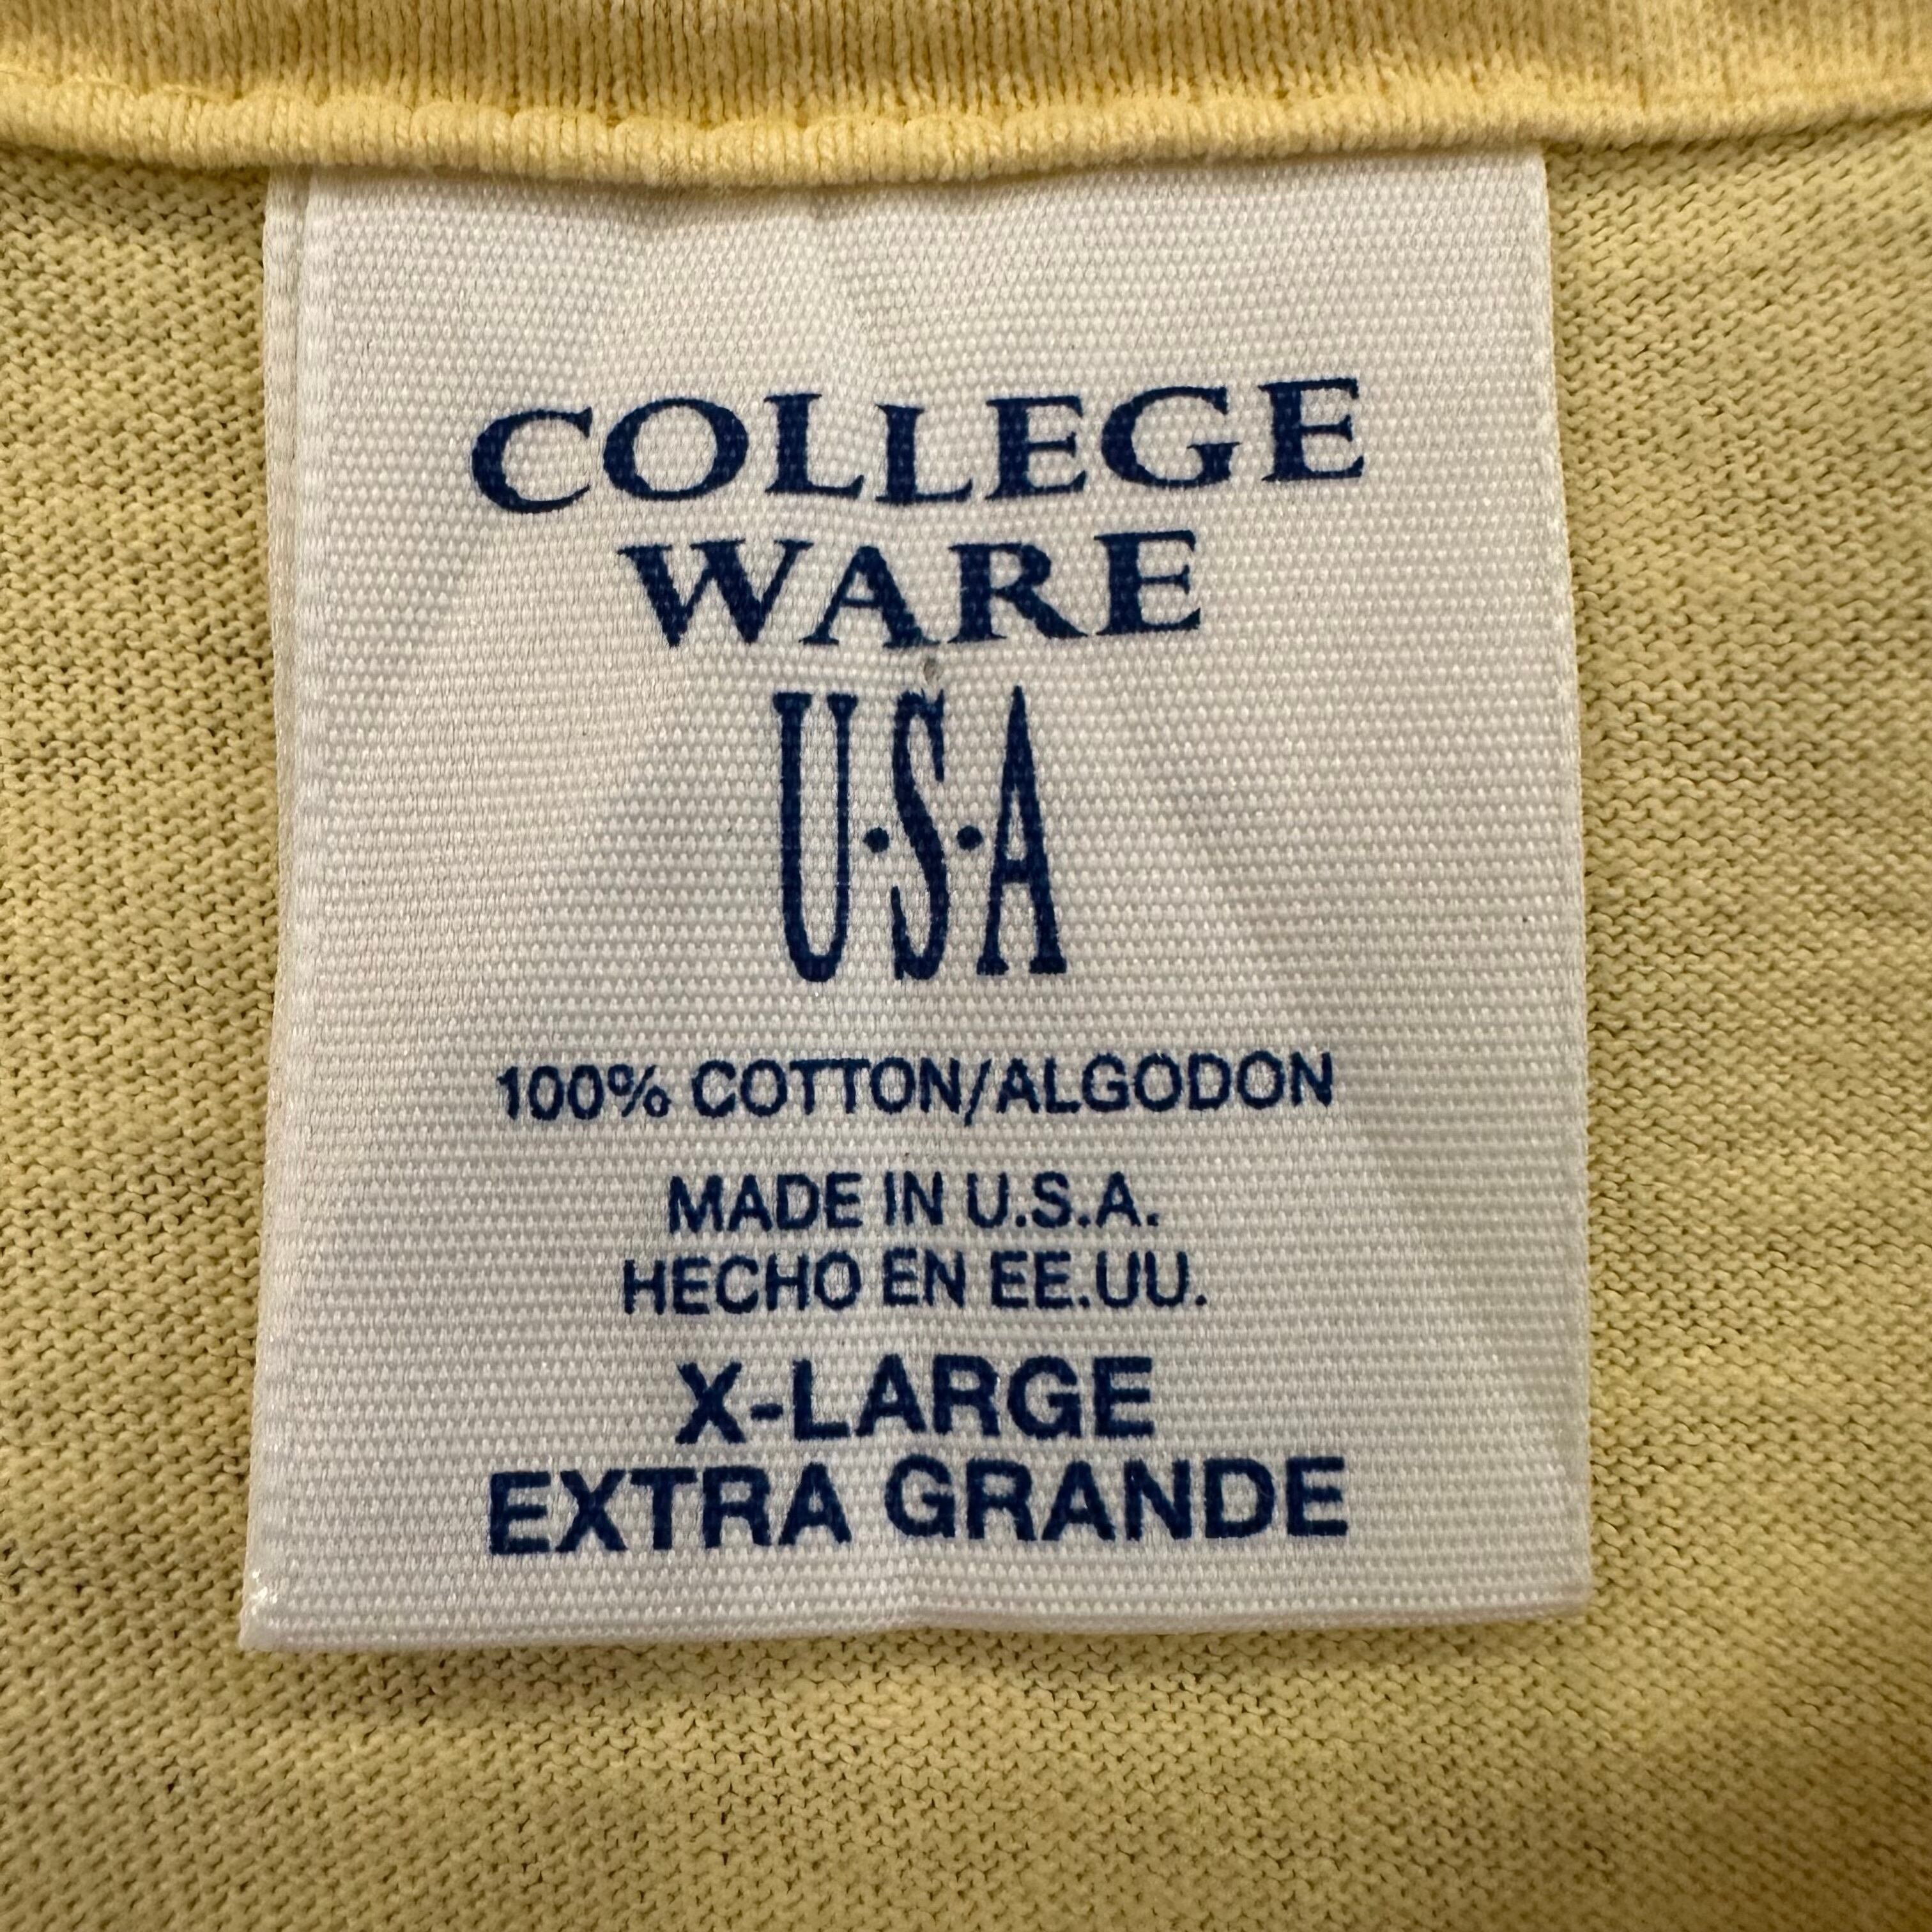 COLLEGE
WARE
U·S·A
100% COTTON/ALGODON
MADE IN U.S.A.
HECHO EN EE.UU.
X-LARGE
EXTRA GRANDE